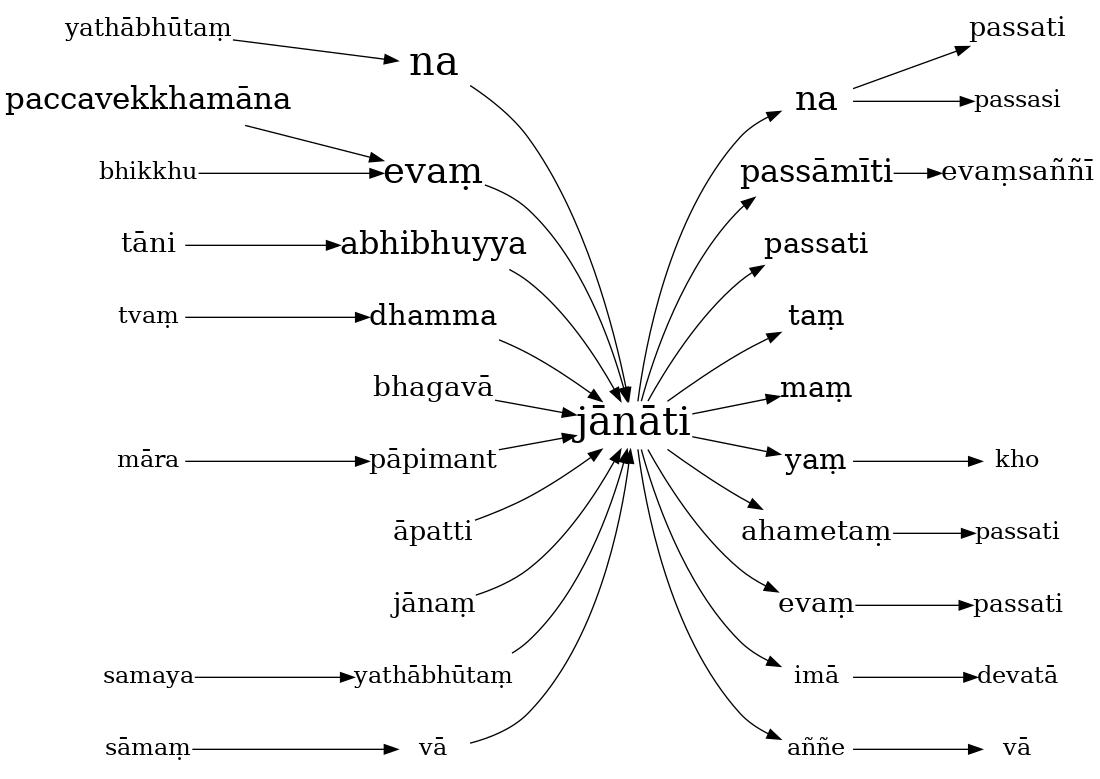 yathābhūtaṃ
na
paccavekkhamāna
bhikkhu
evaṃ
tāni
abhibhuyya
tvaṃ
dhamma
bhagavā
māra
pāpimant
āpatti
jānaṃ
samaya
yathābhūtaṃ
sāmaṃ
vā
jānāti
na
passati
passasi
passāmīti
evaṃsaññī
passati
taṃ
maṃ
yaṃ
kho
ahametaṃ
passati
evaṃ
passati
imā
devatā
aññe
vā